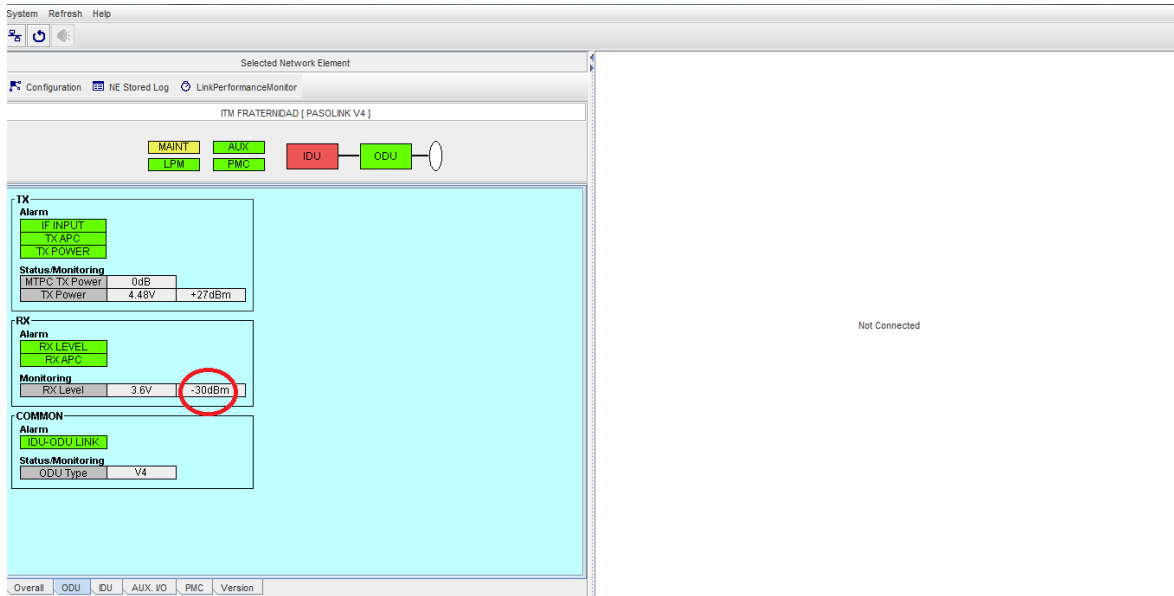 System Refresh Help
Selected Network Element
Configuration NE Stored Log LinkPerformanceMonitor
ITM FRATERNIDAD [ PASOLINK V4 ]
MAINT AUX
LPM PMC
IDU ODU
TX
Alarm
IF INPUT
TX APC
TX POWER
Status/Monitoring
MTPC TX Power 0dB
TX Power 4.48V +27dBm
RX
Alarm
RX LEVEL
RX APC
Monitoring
RX Level 3.6V -30dBm
COMMON
Alarm
IDU-ODU LINK
Status/Monitoring
ODU Type V4
Overall ODU IDU AUX. I/O PMC Version
Not Connected